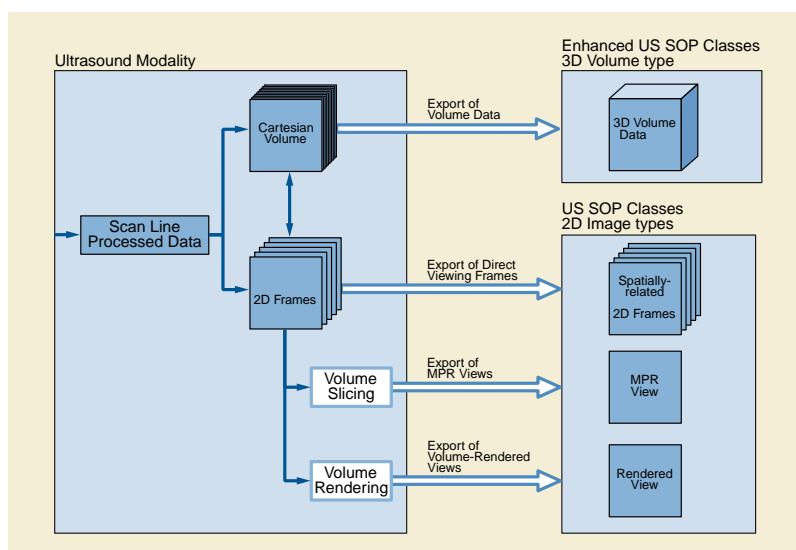 Ultrasound Modality
Enhanced US SOP Classes
3D Volume type
Cartesian
Volume
Export of
Volume Data
3D Volume
Data
Scan Line
Processed Data
US SOP Classes
2D Image types
2D Frames
Export of Direct
Viewing Frames
Spatially-
related
2D Frames
Volume
Slicing
Export of
MPR Views
MPR
View
Volume
Rendering
Export of
Volume-Rendered
Views
Rendered
View